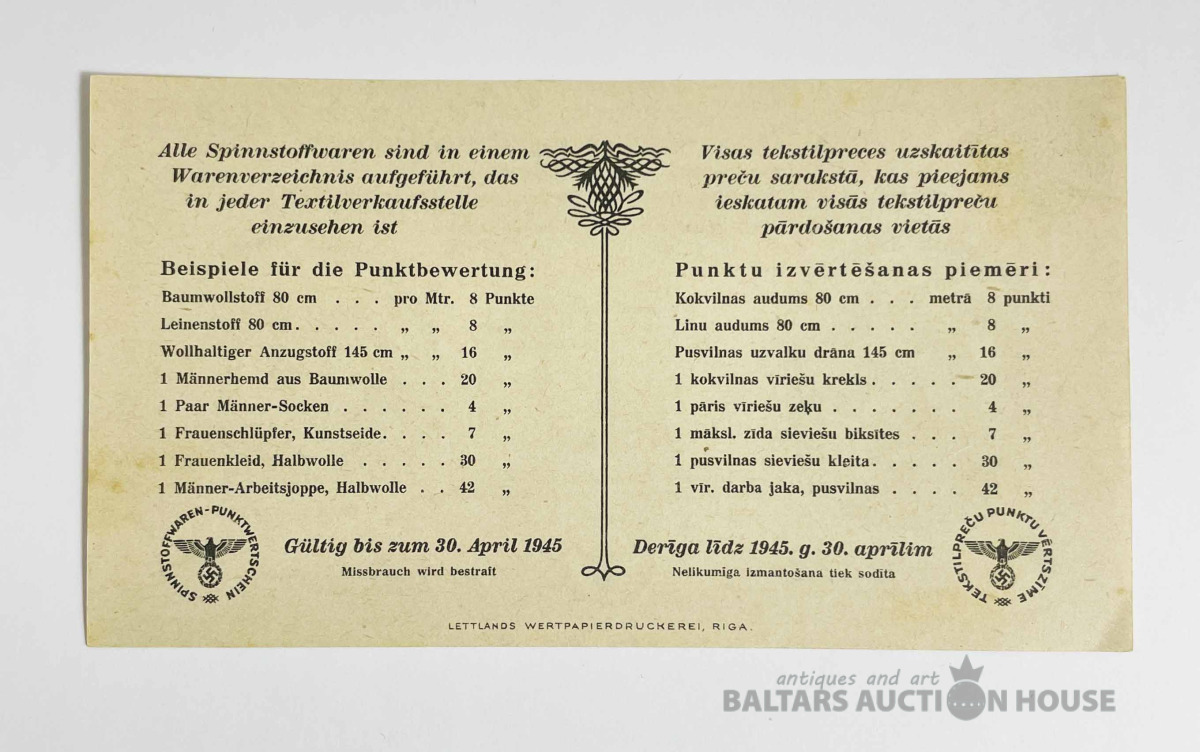 Alle Spinnstoffwaren sind in einem
Warenverzeichnis aufgeführt, das
in jeder Textilverkaufsstelle
einzusehen ist
Beispiele für die Punktbewertung:
Baumwollstoff 80 cm . . . pro Mtr. 8 Punkte
Leinenstoff 80 cm . . . . . „ „ 8 „
Wollhaltiger Anzugstoff 145 cm „ „ 16 „
1 Männerhemd aus Baumwolle . . . 20 „
1 Paar Männer-Socken . . . . . . 4 „
1 Frauenschlüpfer, Kunstseide. . . . 7 „
1 Frauenkleid, Halbwolle . . . . . 30 „
1 Männer-Arbeitsjoppe, Halbwolle . . 42 „
SPINNSTOFFWAREN-PUNKTWERTSCHEIN
Gültig bis zum 30. April 1945
Missbrauch wird bestraft
Visas tekstilpreces uzskaitītas
preču sarakstā, kas pieejams
ieskatam visās tekstilpreču
pārdošanas vietās
Punktu izvērtēšanas piemēri:
Kokvilnas audums 80 cm . . . metrā 8 punkti
Linu audums 80 cm . . . . . „ 8 „
Pusvilnas uzvalku drāna 145 cm „ 16 „
1 kokvilnas vīriešu krekls . . . . . 20 „
1 pāris vīriešu zeķu . . . . . . . 4 „
1 māksl. zīda sieviešu biksītes . . . 7 „
1 pusvilnas sieviešu kleita . . . . . 30 „
1 vīr. darba jaka, pusvilnas . . . . 42 „
Derīga līdz 1945. g. 30. aprīlim
Nelikumīga izmantošana tiek sodīta
TEKSTILPREČU PUNKTU VĒRTSZĪME
LETTLANDS WERTPAPIERDRUCKEREI, RIGA.
antiques and art
BALTARS AUCTION HOUSE